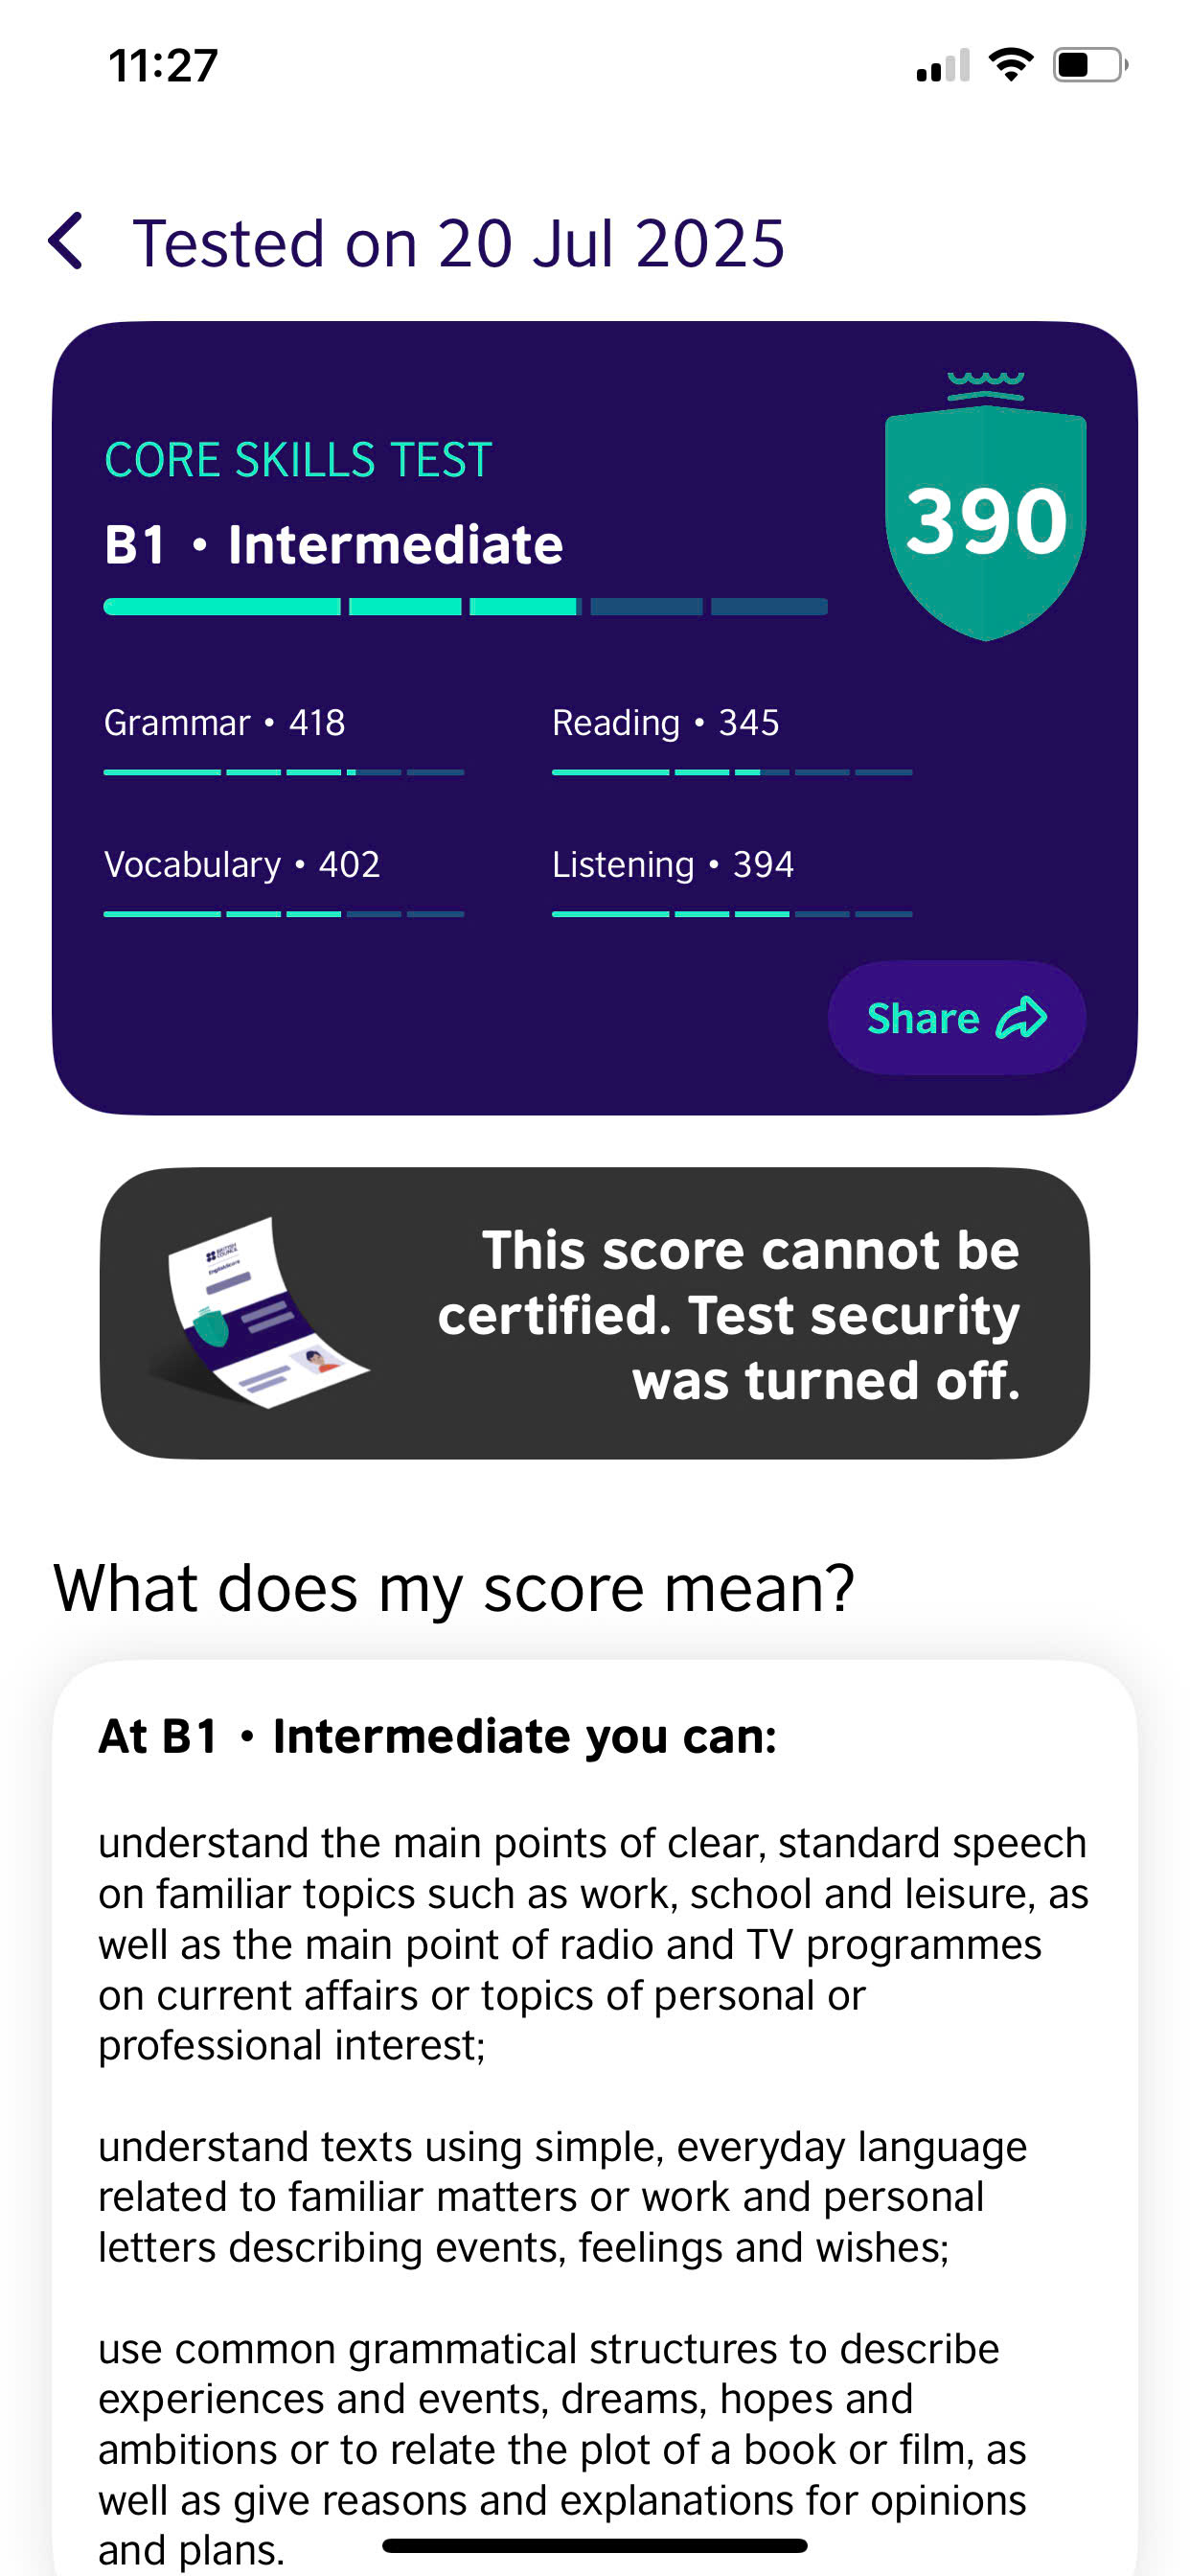 11:27
Tested on 20 Jul 2025
CORE SKILLS TEST
B1 • Intermediate
390
Grammar • 418
Reading • 345
Vocabulary • 402
Listening • 394
Share
BRITISH COUNCIL
EnglishScore
This score cannot be
certified. Test security
was turned off.
What does my score mean?
At B1 • Intermediate you can:
understand the main points of clear, standard speech
on familiar topics such as work, school and leisure, as
well as the main point of radio and TV programmes
on current affairs or topics of personal or
professional interest;
understand texts using simple, everyday language
related to familiar matters or work and personal
letters describing events, feelings and wishes;
use common grammatical structures to describe
experiences and events, dreams, hopes and
ambitions or to relate the plot of a book or film, as
well as give reasons and explanations for opinions
and plans.